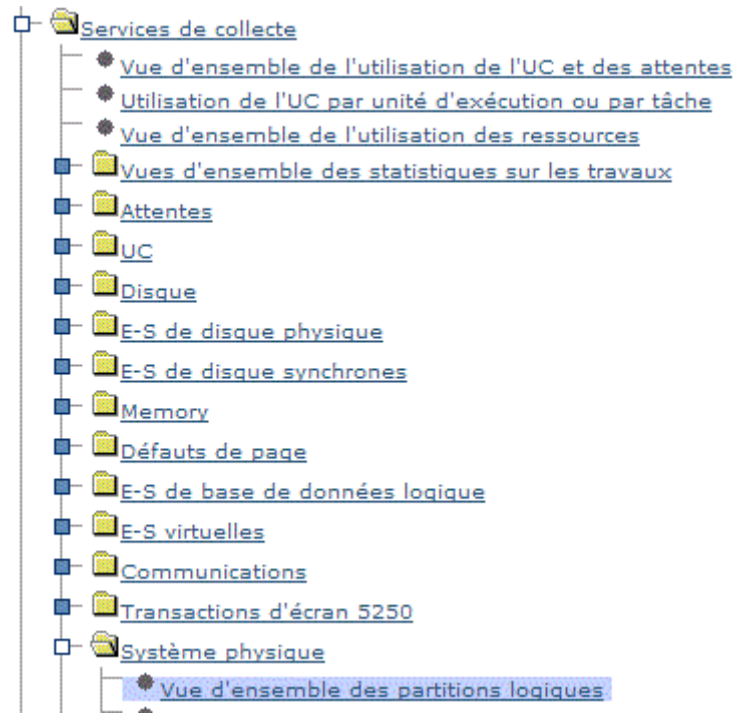 Services de collecte
Vue d'ensemble de l'utilisation de l'UC et des attentes
Utilisation de l'UC par unité d'exécution ou par tâche
Vue d'ensemble de l'utilisation des ressources
Vues d'ensemble des statistiques sur les travaux
Attentes
UC
Disque
E-S de disque physique
E-S de disque synchrones
Memory
Défauts de page
E-S de base de données logique
E-S virtuelles
Communications
Transactions d'écran 5250
Système physique
Vue d'ensemble des partitions logiques